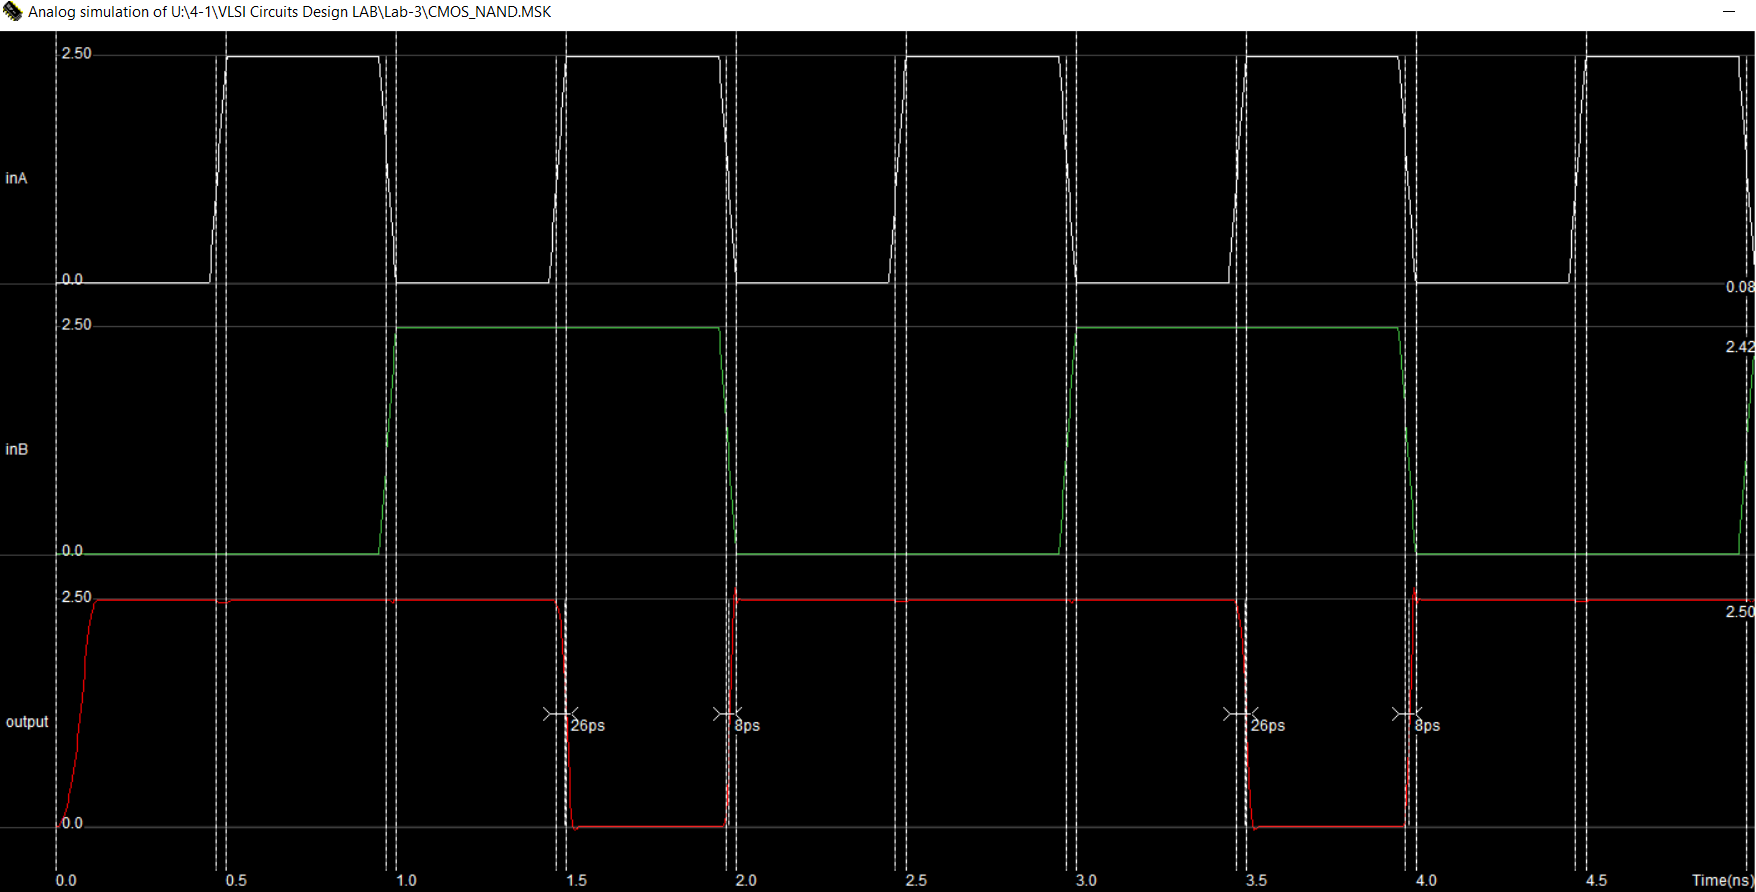 Analog simulation of U:\4-1\VLSI Circuits Design LAB\Lab-3\CMOS_NAND.MSK
2.50
inA
0.0
0.08
2.50
2.42
inB
0.0
2.50
2.50
output
26ps
8ps
26ps
8ps
0.0
0.0 0.5 1.0 1.5 2.0 2.5 3.0 3.5 4.0 4.5 Time(ns)